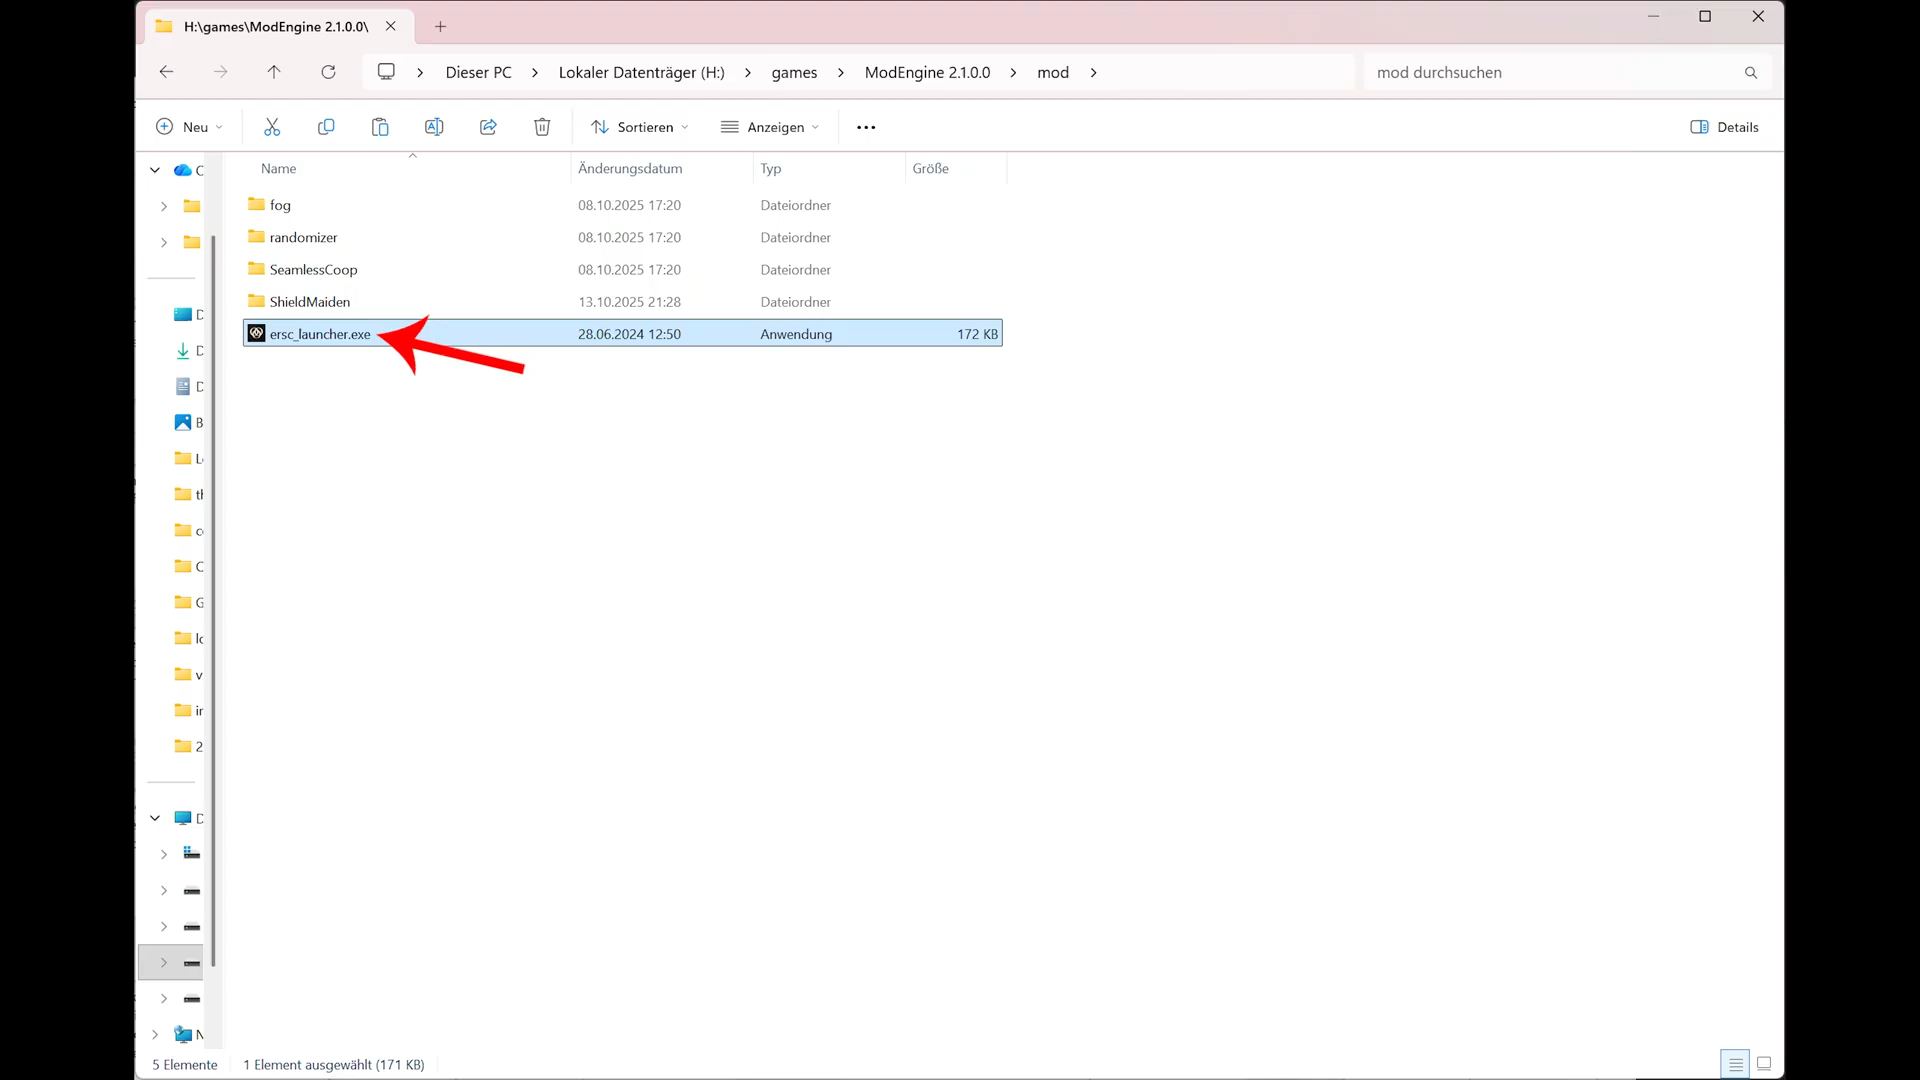 H:\games\ModEngine 2.1.0.0\
Dieser PC
Lokaler Datenträger (H:)
games
ModEngine 2.1.0.0
mod
mod durchsuchen
Neu
Sortieren
Anzeigen
Details
Name
Änderungsdatum
Typ
Größe
fog 08.10.2025 17:20 Dateiordner
randomizer 08.10.2025 17:20 Dateiordner
SeamlessCoop 08.10.2025 17:20 Dateiordner
ShieldMaiden 13.10.2025 21:28 Dateiordner
ersc_launcher.exe 28.06.2024 12:50 Anwendung 172 KB
5 Elemente
1 Element ausgewählt (171 KB)